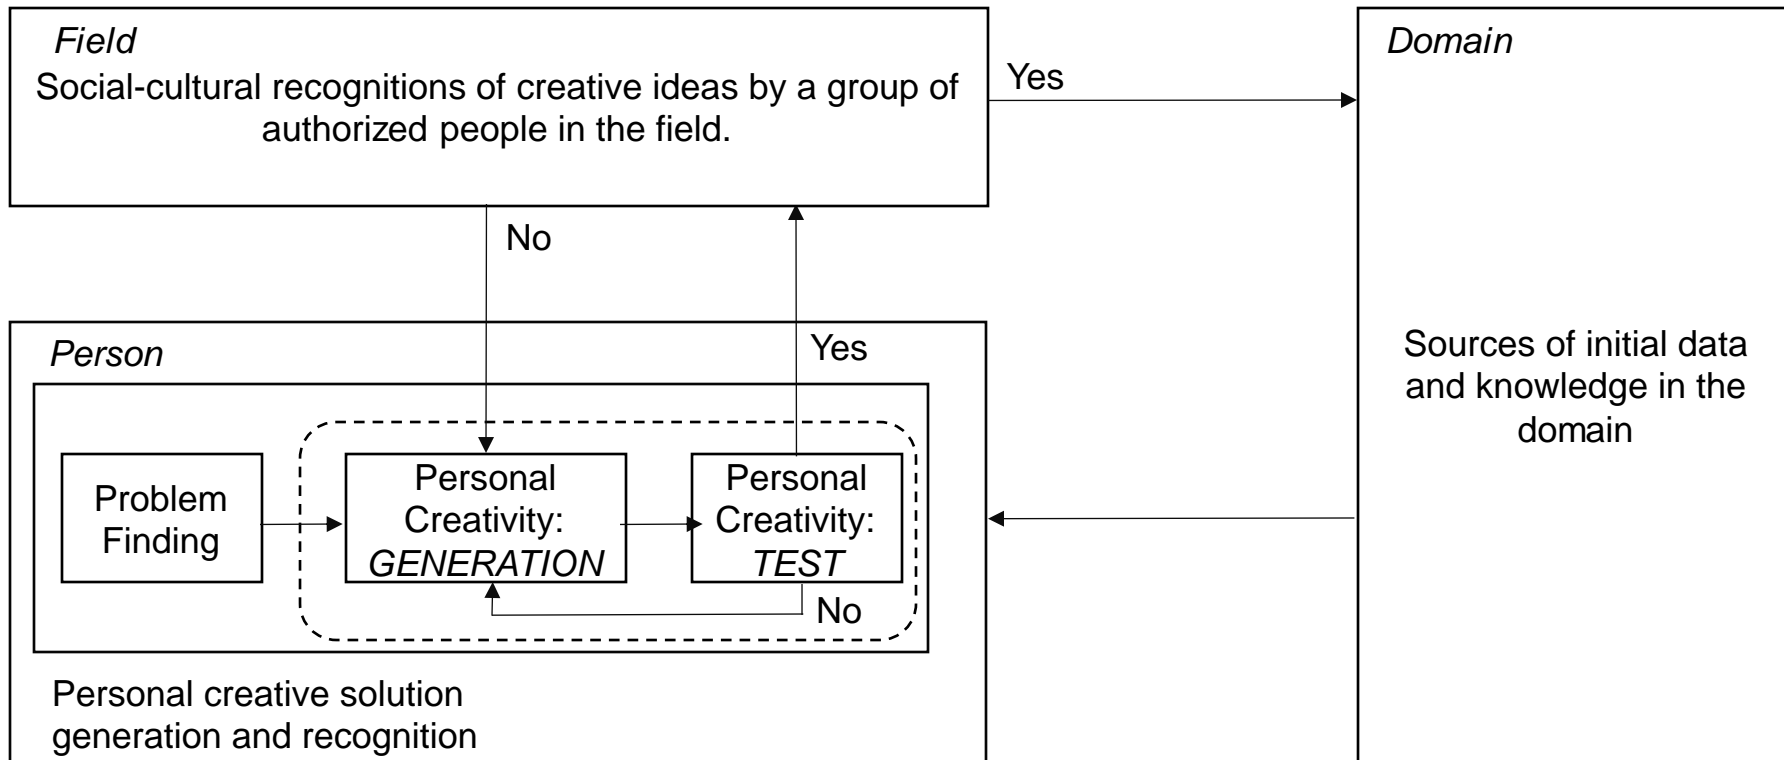 Field
Social-cultural recognitions of creative ideas by a group of
authorized people in the field.
Yes
Domain
Sources of initial data
and knowledge in the
domain
No
Yes
Person
Problem
Finding
Personal
Creativity:
GENERATION
Personal
Creativity:
TEST
No
Personal creative solution
generation and recognition